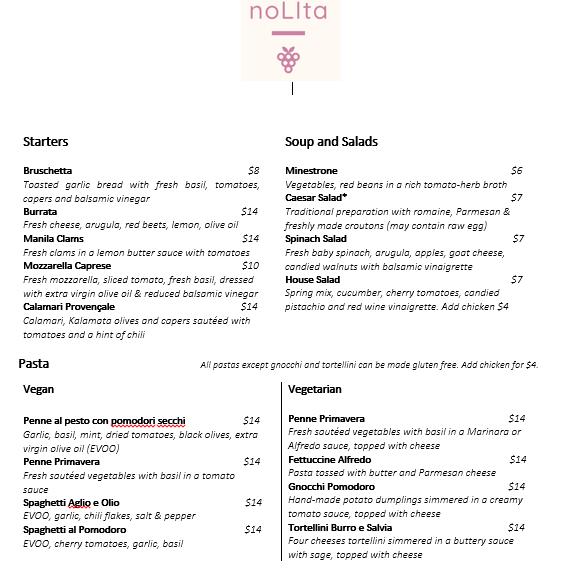 noLIta
Starters
Bruschetta $8
Toasted garlic bread with fresh basil, tomatoes,
capers and balsamic vinegar
Burrata $14
Fresh cheese, arugula, red beets, lemon, olive oil
Manila Clams $14
Fresh clams in a lemon butter sauce with tomatoes
Mozzarella Caprese $10
Fresh mozzarella, sliced tomato, fresh basil, dressed
with extra virgin olive oil & reduced balsamic vinegar
Calamari Provençale $14
Calamari, Kalamata olives and capers sautéed with
tomatoes and a hint of chili
Soup and Salads
Minestrone $6
Vegetables, red beans in a rich tomato-herb broth
Caesar Salad* $7
Traditional preparation with romaine, Parmesan &
freshly made croutons (may contain raw egg)
Spinach Salad $7
Fresh baby spinach, arugula, apples, goat cheese,
candied walnuts with balsamic vinaigrette
House Salad $7
Spring mix, cucumber, cherry tomatoes, candied
pistachio and red wine vinaigrette. Add chicken $4
Pasta All pastas except gnocchi and tortellini can be made gluten free. Add chicken for $4.
Vegan
Penne al pesto con pomodori secchi $14
Garlic, basil, mint, dried tomatoes, black olives, extra
virgin olive oil (EVOO)
Penne Primavera $14
Fresh sautéed vegetables with basil in a tomato
sauce
Spaghetti Aglio e Olio $14
EVOO, garlic, chili flakes, salt & pepper
Spaghetti al Pomodoro $14
EVOO, cherry tomatoes, garlic, basil
Vegetarian
Penne Primavera $14
Fresh sautéed vegetables with basil in a Marinara or
Alfredo sauce, topped with cheese
Fettuccine Alfredo $14
Pasta tossed with butter and Parmesan cheese
Gnocchi Pomodoro $14
Hand-made potato dumplings simmered in a creamy
tomato sauce, topped with cheese
Tortellini Burro e Salvia $14
Four cheeses tortellini simmered in a buttery sauce
with sage, topped with cheese